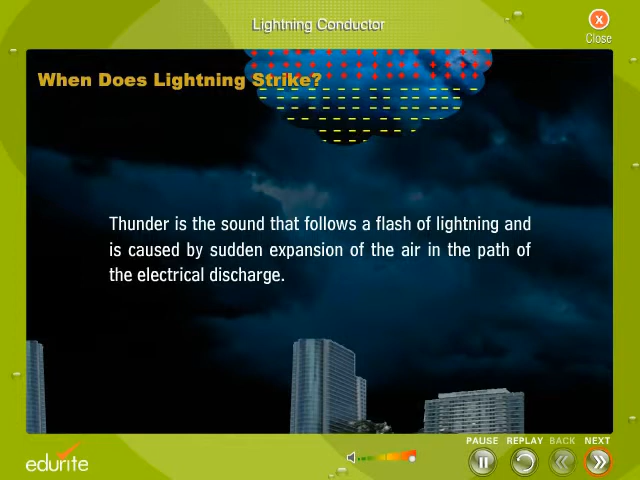 Lightning Conductor
X
Close
When Does Lightning Strike?
Thunder is the sound that follows a flash of lightning and
is caused by sudden expansion of the air in the path of
the electrical discharge.
PAUSE REPLAY BACK NEXT
edurite